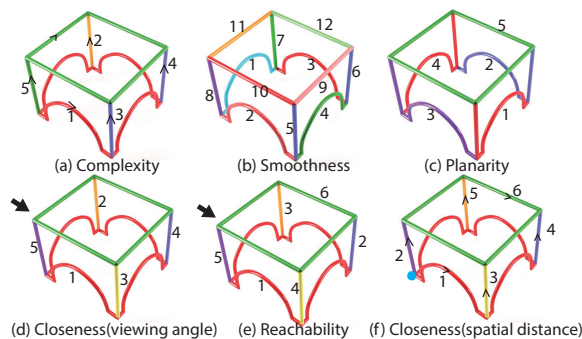 11 12
2 7 5
1 3 4 2
4 6
5 8 10 9
1 3 2 5 4 3 1
(a) Complexity (b) Smoothness (c) Planarity
6 5 6
2 3
4 2 2 4
5 5
1 3 1 4 1 3
(d) Closeness(viewing angle) (e) Reachability (f) Closeness(spatial distance)